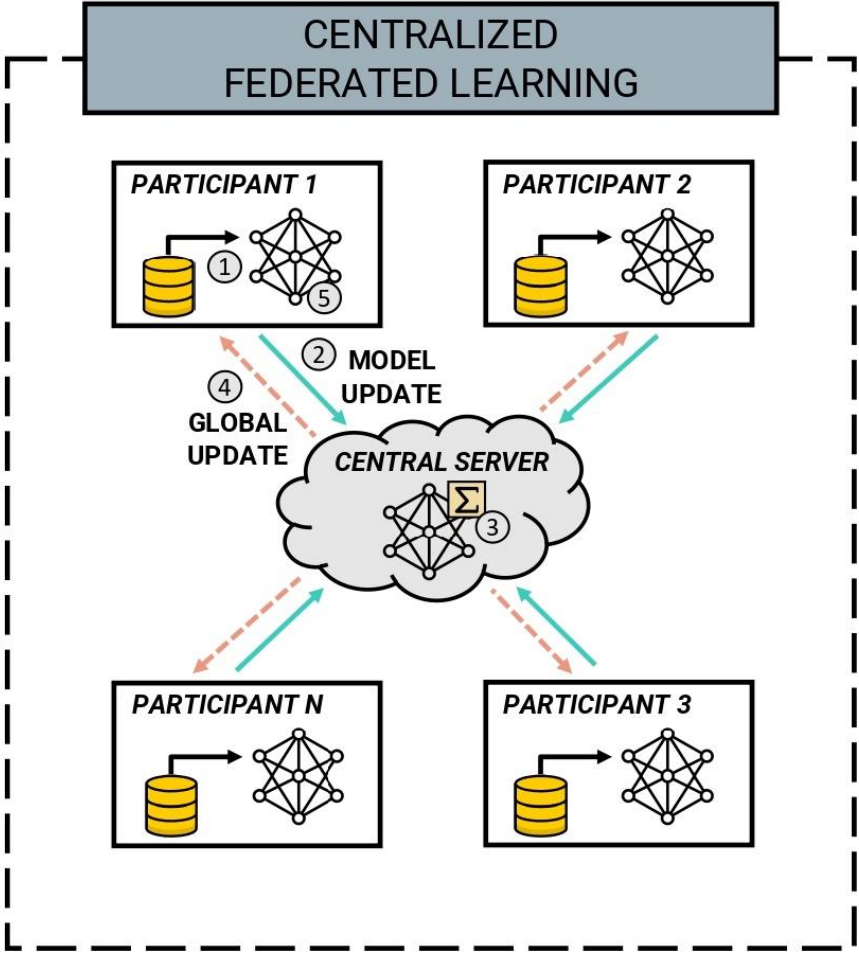 CENTRALIZED
FEDERATED LEARNING
PARTICIPANT 1
1
5
PARTICIPANT 2
2
MODEL
UPDATE
4
GLOBAL
UPDATE
CENTRAL SERVER
Σ
3
PARTICIPANT N
PARTICIPANT 3